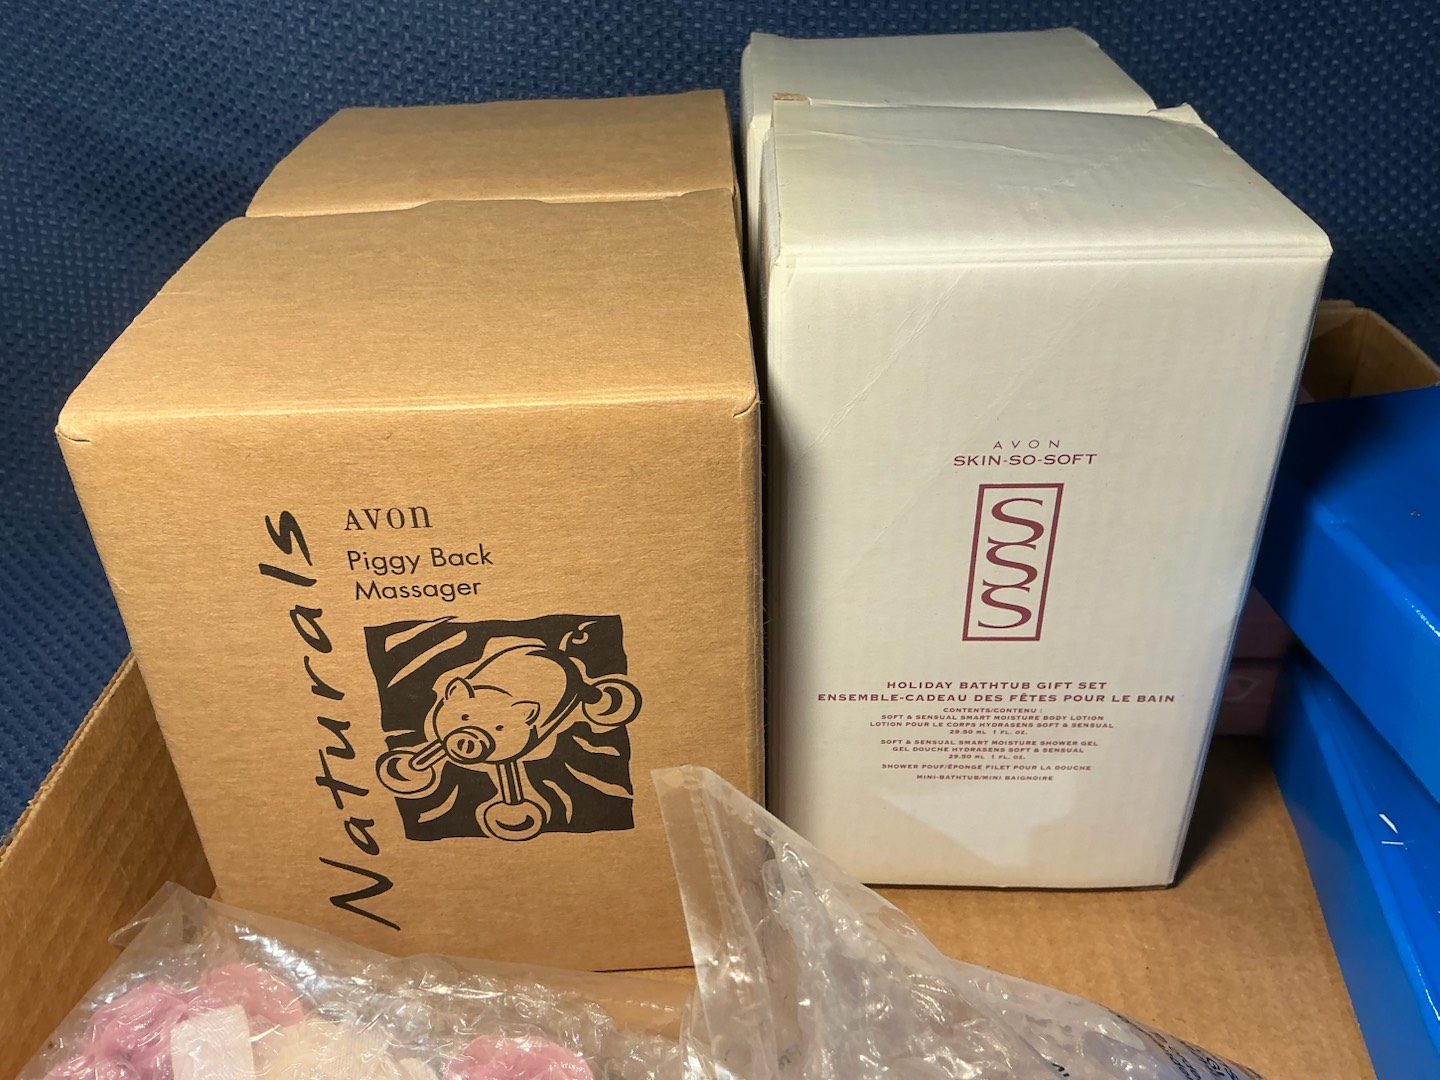 Naturals
AVON
Piggy Back
Massager
AVON
SKIN-SO-SOFT
SSS
HOLIDAY BATHTUB GIFT SET
ENSEMBLE-CADEAU DES FÊTES POUR LE BAIN
CONTENTS/CONTENU :
SOFT & SENSUAL SMART MOISTURE BODY LOTION
LOTION POUR LE CORPS HYDRASENS SOFT & SENSUAL
29.50 ML 1 FL. OZ.
SOFT & SENSUAL SMART MOISTURE SHOWER GEL
GEL DOUCHE HYDRASENS SOFT & SENSUAL
29.50 ML 1 FL. OZ.
SHOWER POUF/ÉPONGE FILET POUR LA DOUCHE
MINI-BATHTUB/MINI BAIGNOIRE